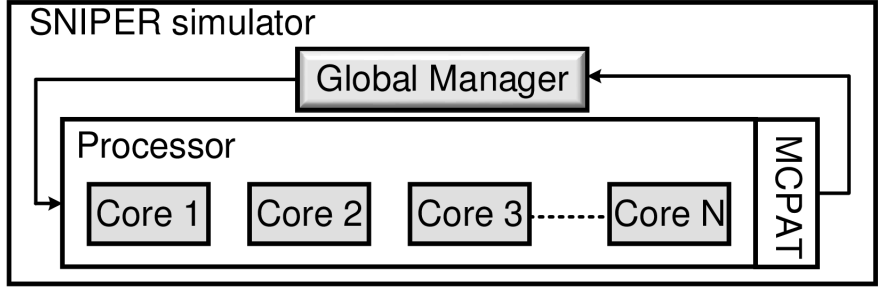 SNIPER simulator
Global Manager
Processor
MCPAT
Core 1 Core 2 Core 3 Core N